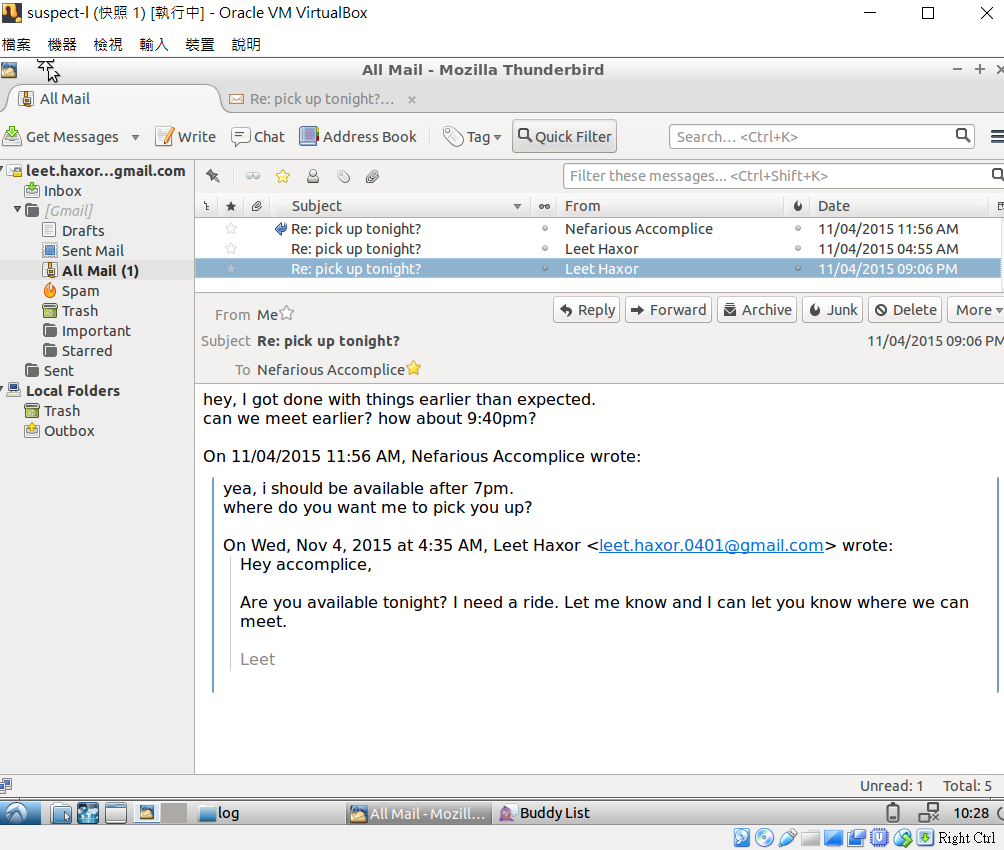 suspect-l (快照 1) [執行中] - Oracle VM VirtualBox
檔案 機器 檢視 輸入 裝置 說明
All Mail - Mozilla Thunderbird
All Mail
Re: pick up tonight?...
Get Messages Write Chat Address Book Tag Quick Filter Search... <Ctrl+K>
leet.haxor...gmail.com
Inbox
[Gmail]
Drafts
Sent Mail
All Mail (1)
Spam
Trash
Important
Starred
Sent
Local Folders
Trash
Outbox
Filter these messages... <Ctrl+Shift+K>
Subject From Date
Re: pick up tonight? Nefarious Accomplice 11/04/2015 11:56 AM
Re: pick up tonight? Leet Haxor 11/04/2015 04:55 AM
Re: pick up tonight? Leet Haxor 11/04/2015 09:06 PM
From Me Reply Forward Archive Junk Delete More
Subject Re: pick up tonight? 11/04/2015 09:06 PM
To Nefarious Accomplice
hey, I got done with things earlier than expected.
can we meet earlier? how about 9:40pm?
On 11/04/2015 11:56 AM, Nefarious Accomplice wrote:
yea, i should be available after 7pm.
where do you want me to pick you up?
On Wed, Nov 4, 2015 at 4:35 AM, Leet Haxor <leet.haxor.0401@gmail.com> wrote:
Hey accomplice,
Are you available tonight? I need a ride. Let me know and I can let you know where we can
meet.
Leet
Unread: 1 Total: 5
log All Mail - Mozill... Buddy List 10:28
Right Ctrl